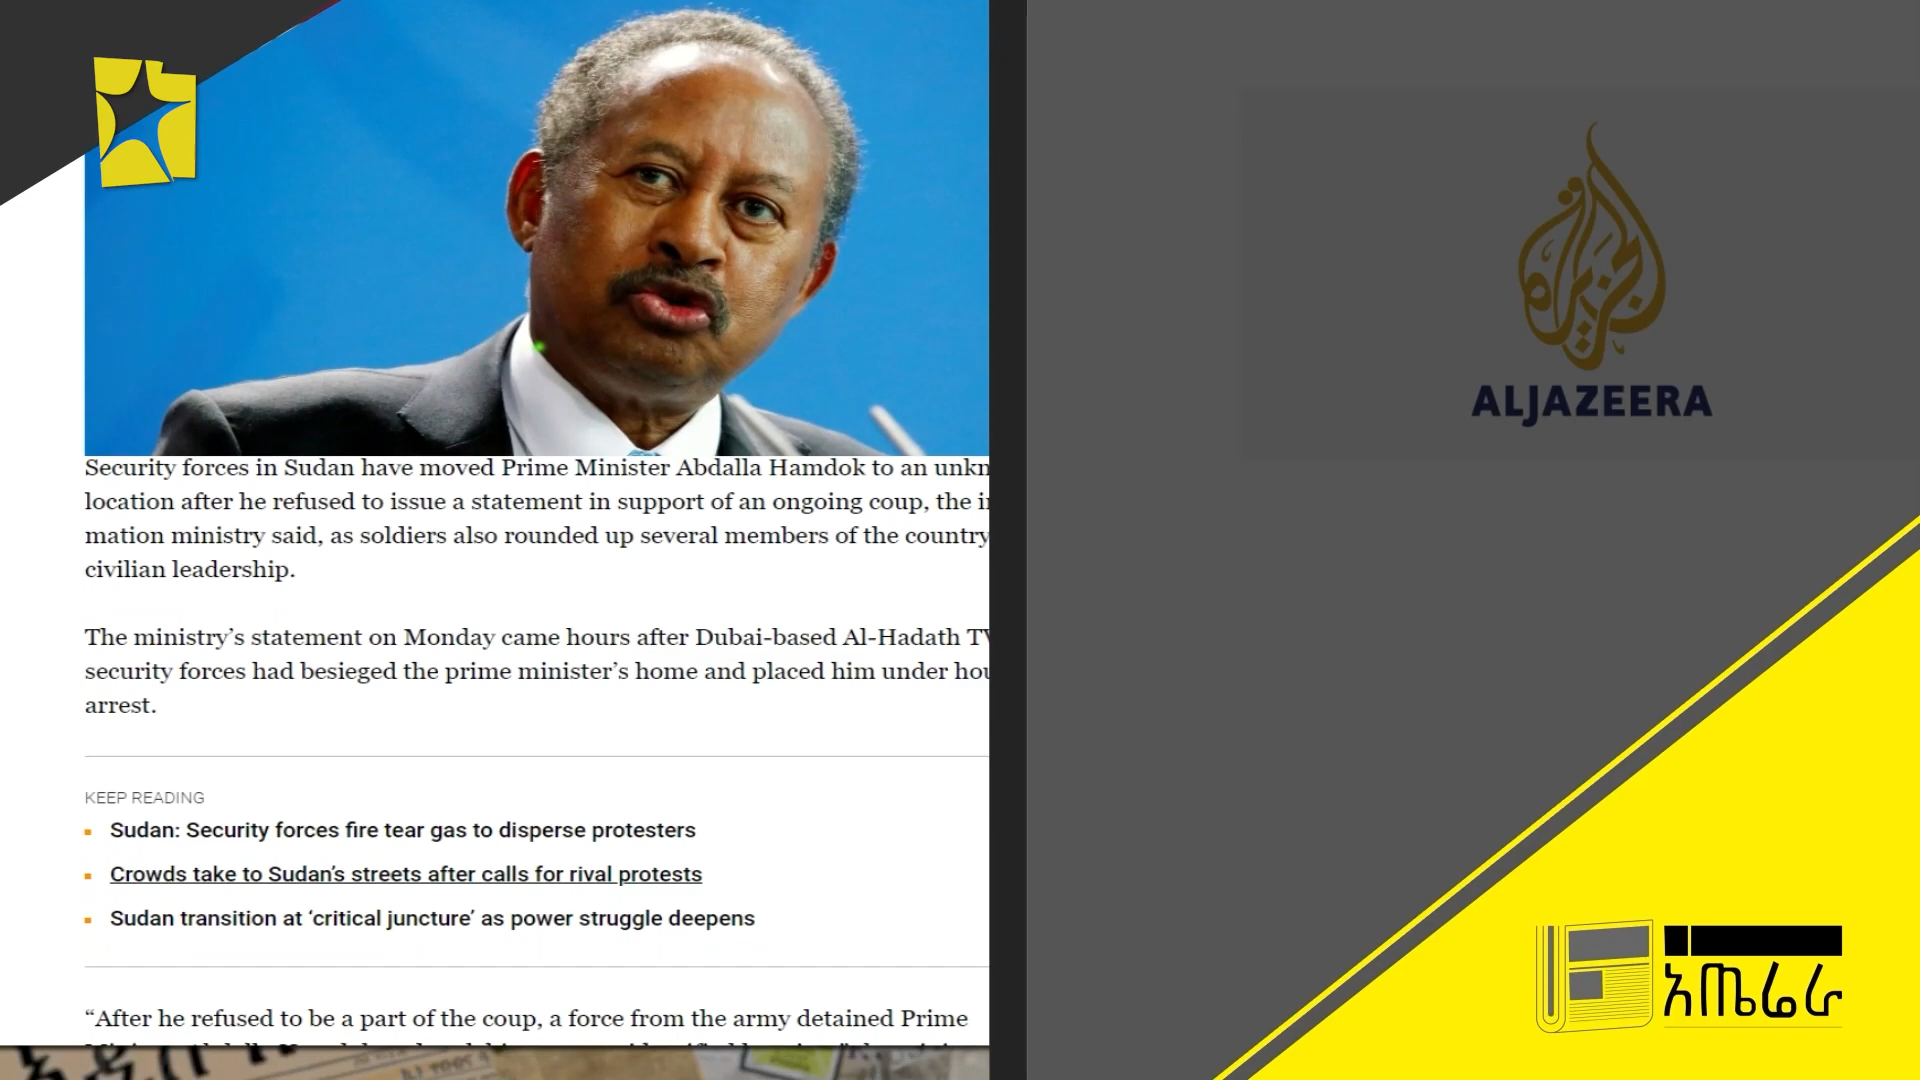 Security forces in Sudan have moved Prime Minister Abdalla Hamdok to an
location after he refused to issue a statement in support of an ongoing coup, the
mation ministry said, as soldiers also rounded up several members of the country
civilian leadership.
The ministry’s statement on Monday came hours after Dubai-based Al-Hadath TV
security forces had besieged the prime minister’s home and placed him under
arrest.
KEEP READING
Sudan: Security forces fire tear gas to disperse protesters
Crowds take to Sudan’s streets after calls for rival protests
Sudan transition at ‘critical juncture’ as power struggle deepens
“After he refused to be a part of the coup, a force from the army detained Prime
الجزيرة
ALJAZEERA
አጤሬራ